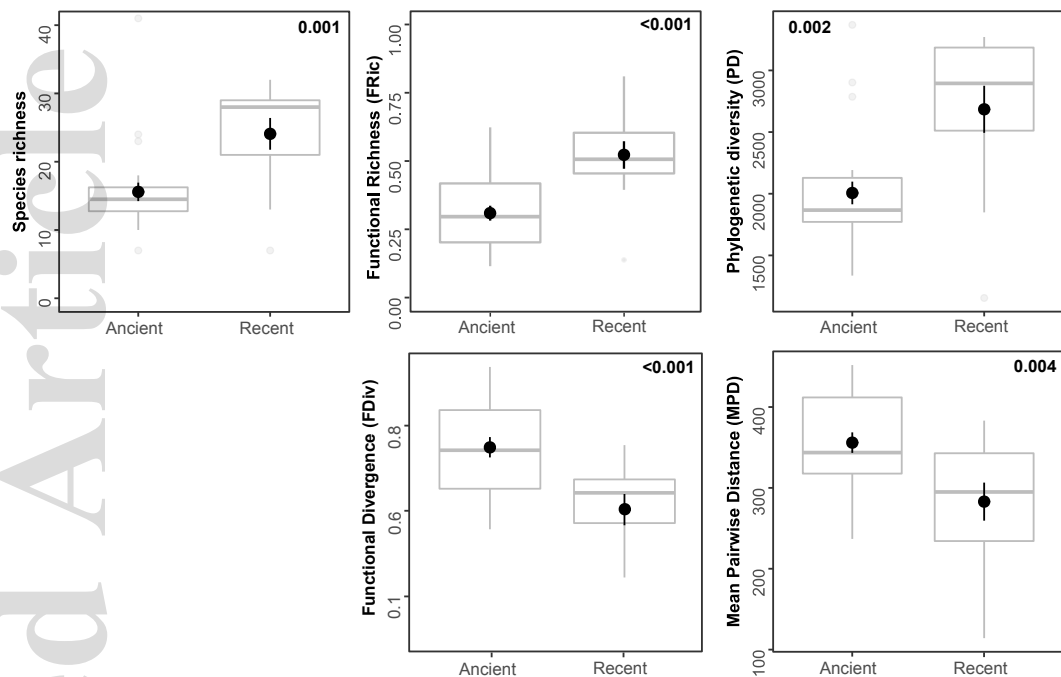 ed Article
Species richness
0
10
20
30
40
0.001
Ancient
Recent
Functional Richness (FRic)
0.00
0.25
0.50
0.75
1.00
<0.001
Ancient
Recent
Phylogenetic diversity (PD)
1500
2000
2500
3000
0.002
Ancient
Recent
Functional Divergence (FDiv)
0.1
0.6
0.8
<0.001
Ancient
Recent
Mean Pairwise Distance (MPD)
100
200
300
400
0.004
Ancient
Recent